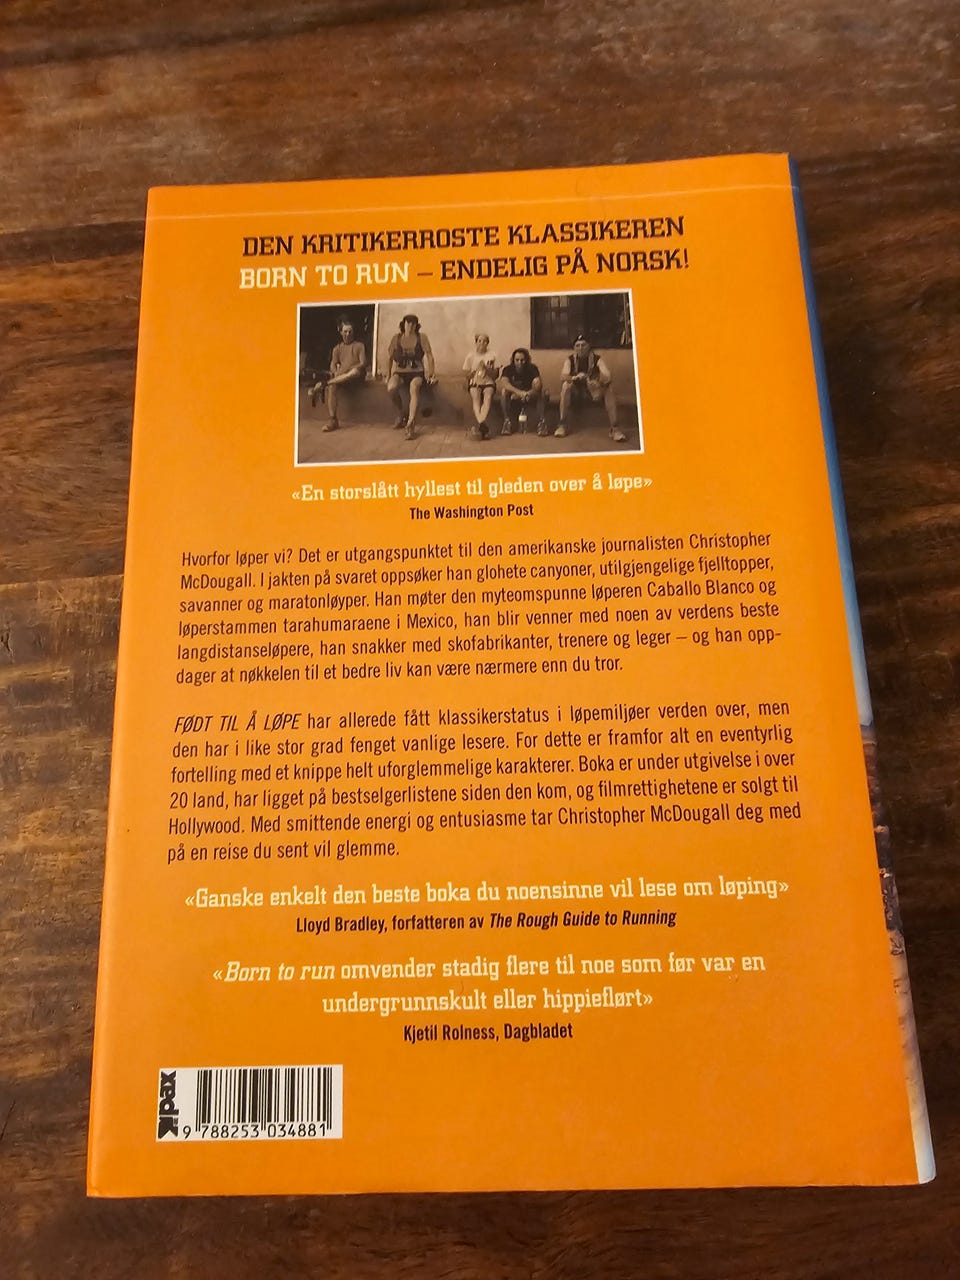 DEN KRITIKERROSTE KLASSIKEREN
BORN TO RUN – ENDELIG PÅ NORSK!
«En storslått hyllest til gleden over å løpe»
The Washington Post
Hvorfor løper vi? Det er utgangspunktet til den amerikanske journalisten Christopher
McDougall. I jakten på svaret oppsøker han glohete canyoner, utilgjengelige fjelltopper,
savanner og maratonløyper. Han møter den myteomspunne løperen Caballo Blanco og
løperstammen tarahumaraene i Mexico, han blir venner med noen av verdens beste
langdistanseløpere, han snakker med skofabrikanter, trenere og leger – og han opp-
dager at nøkkelen til et bedre liv kan være nærmere enn du tror.
FØDT TIL Å LØPE har allerede fått klassikerstatus i løpemiljøer verden over, men
den har i like stor grad fenget vanlige lesere. For dette er framfor alt en eventyrlig
fortelling med et knippe helt uforglemmelige karakterer. Boka er under utgivelse i over
20 land, har ligget på bestselgerlistene siden den kom, og filmrettighetene er solgt til
Hollywood. Med smittende energi og entusiasme tar Christopher McDougall deg med
på en reise du sent vil glemme.
«Ganske enkelt den beste boka du noensinne vil lese om løping»
Lloyd Bradley, forfatteren av The Rough Guide to Running
«Born to run omvender stadig flere til noe som før var en
undergrunnskult eller hippieflørt»
Kjetil Rolness, Dagbladet
pax
9 788253 034881